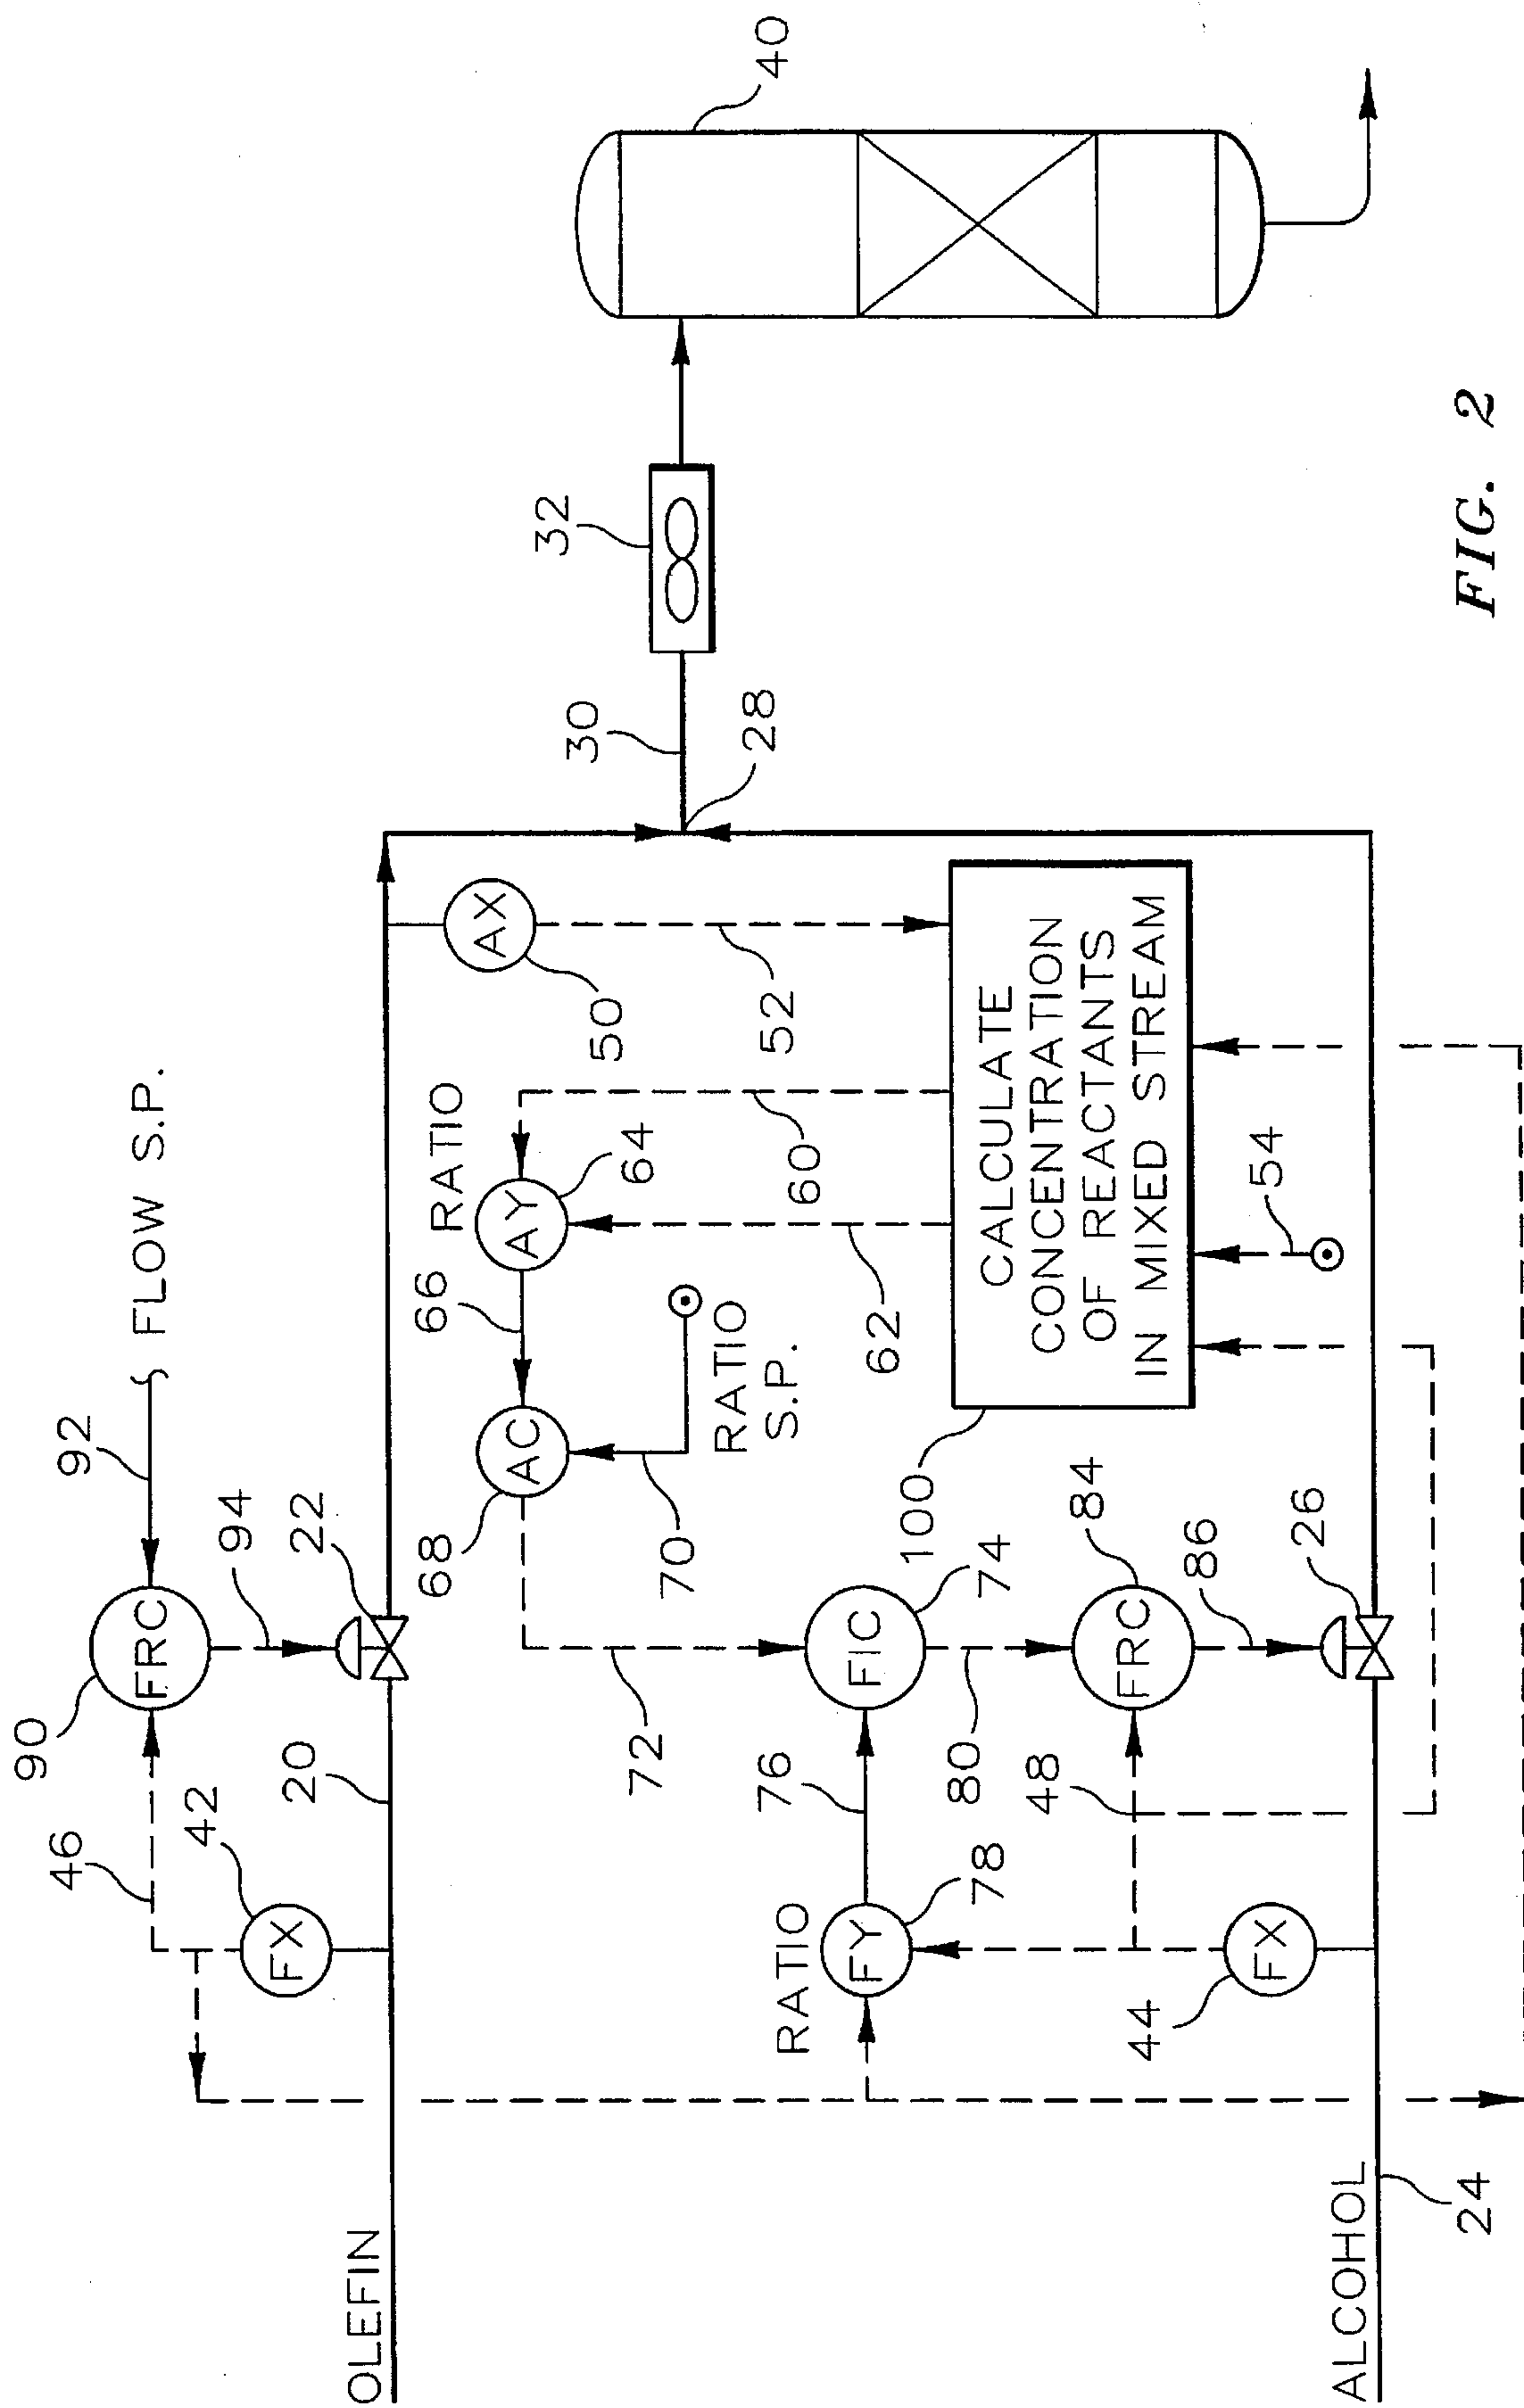 92
FLOW S.P.
90
FRC
46
94
42
FX
22
20
OLEFIN
RATIO
68
AC
66
AY
64
50
AX
70
RATIO
S.P.
60
52
62
72
30
32
40
28
RATIO
76
FIC
74
78
FY
80
100
CALCULATE
CONCENTRATION
OF REACTANTS
IN MIXED STREAM
48
FRC
84
44
FX
86
26
54
ALCOHOL
24
FIG. 2